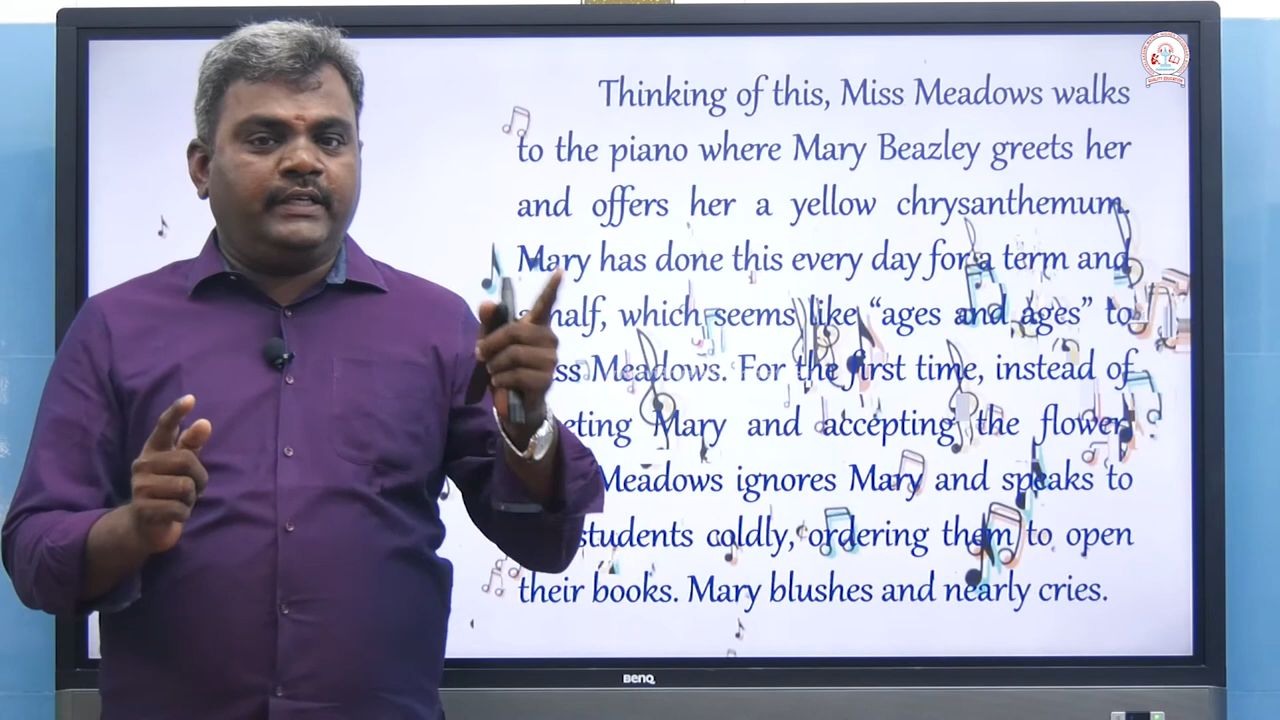 Thinking of this, Miss Meadows walks
to the piano where Mary Beazley greets her
and offers her a yellow chrysanthemum.
Mary has done this every day for a term and
half, which seems like “ages and ages” to
Meadows. For the first time, instead of
Mary and accepting the flower
Meadows ignores Mary and speaks to
students coldly, ordering them to open
their books. Mary blushes and nearly cries.
BenQ